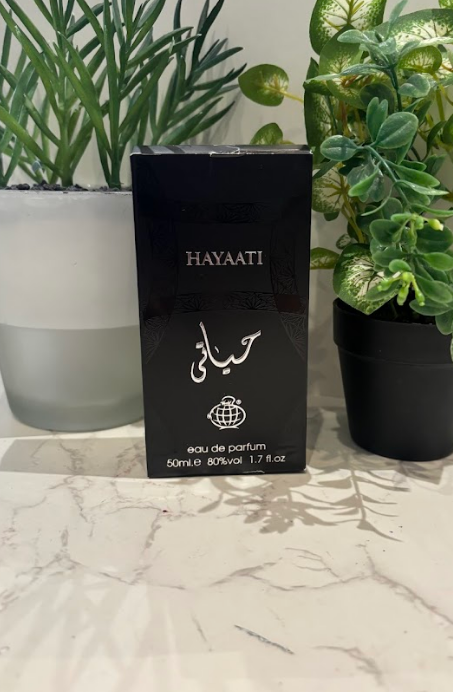 HAYAATI
حياتي
eau de parfum
50ml.e 80%vol 1.7 fl.oz